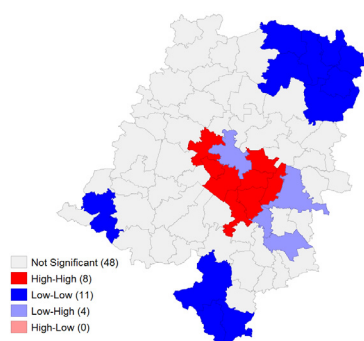 Not Significant (48)
High-High (8)
Low-Low (11)
Low-High (4)
High-Low (0)